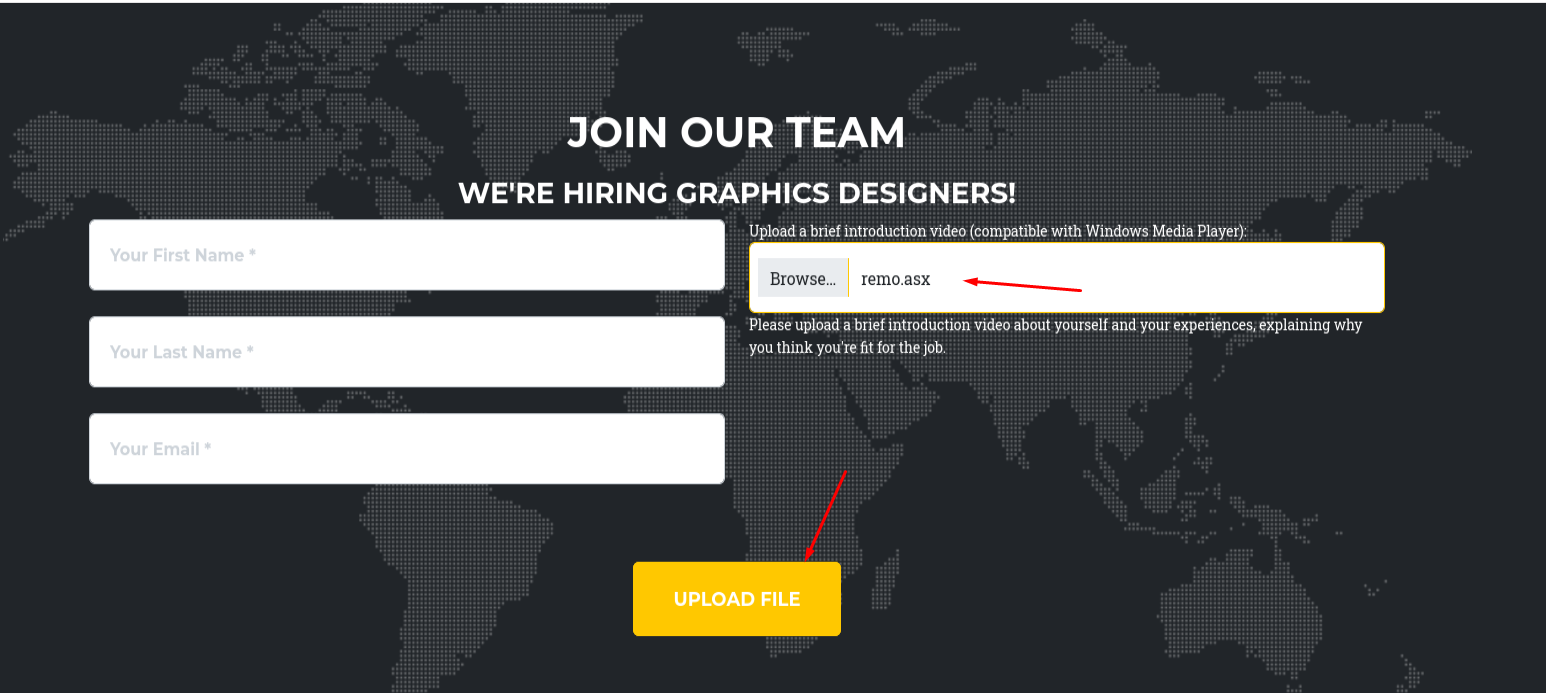 JOIN OUR TEAM
WE'RE HIRING GRAPHICS DESIGNERS!
Your First Name *
Your Last Name *
Your Email *
Upload a brief introduction video (compatible with Windows Media Player):
Browse... remo.asx
Please upload a brief introduction video about yourself and your experiences, explaining why
you think you're fit for the job.
UPLOAD FILE